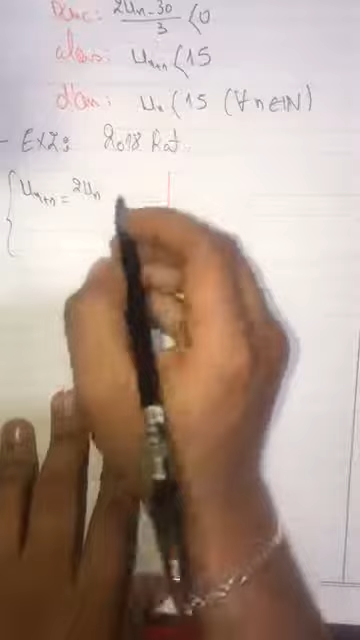 Donc: 2Un - 30 / 3 < 0
alors: Un+1 < 15
d'où: Un < 15 (∀n∈IN)
- EX2: 2018 Rat.
{ Un+1 = 2Un